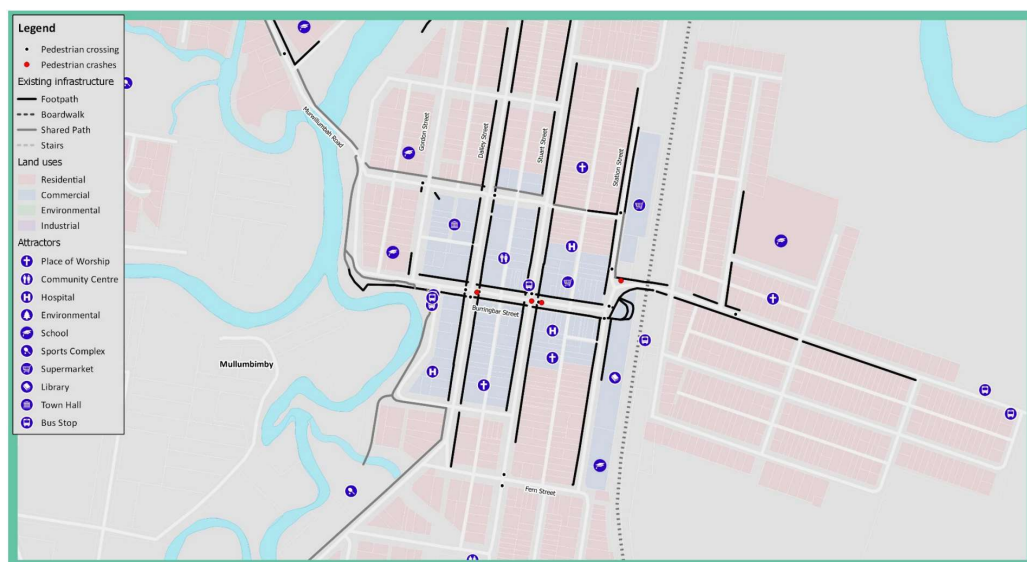 Legend
Pedestrian crossing
Pedestrian crashes
Existing infrastructure
Footpath
Boardwalk
Shared Path
Stairs
Land uses
Residential
Commercial
Environmental
Industrial
Attractors
Place of Worship
Community Centre
Hospital
Environmental
School
Sports Complex
Supermarket
Library
Town Hall
Bus Stop
Murwillumbah Road
Gordon Street
Dalley Street
Stuart Street
Station Street
Burringbar Street
Mullumbimby
Fern Street